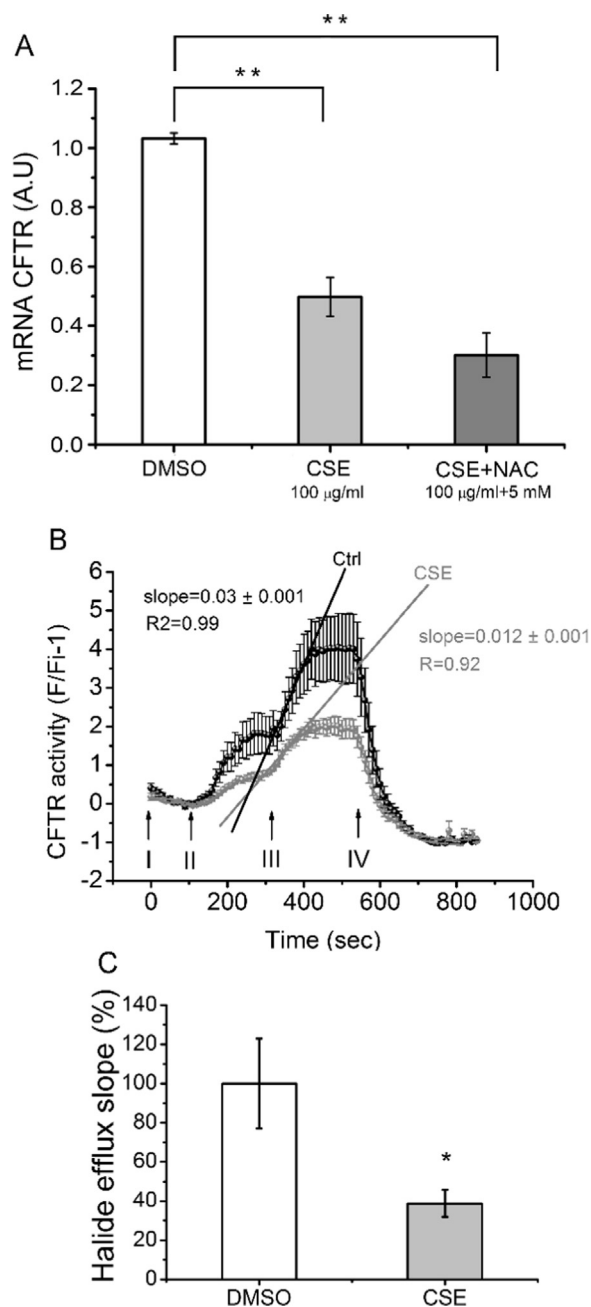 A
**
**
mRNA CFTR (A.U)
1.2
1.0
0.8
0.6
0.4
0.2
0.0
DMSO
CSE
100 µg/ml
CSE+NAC
100 µg/ml+5 mM
B
Ctrl
CSE
slope=0.03 ± 0.001
R2=0.99
slope=0.012 ± 0.001
R=0.92
CFTR activity (F/Fi-1)
6
5
4
3
2
1
0
-1
-2
I
II
III
IV
0 200 400 600 800 1000
Time (sec)
C
Halide efflux slope (%)
140
120
100
80
60
40
20
0
*
DMSO
CSE